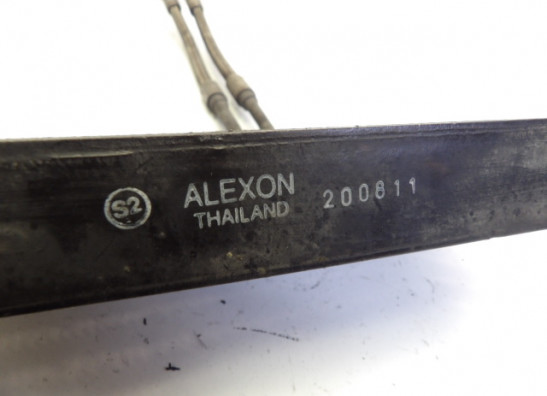 S2
ALEXON
THAILAND
200811